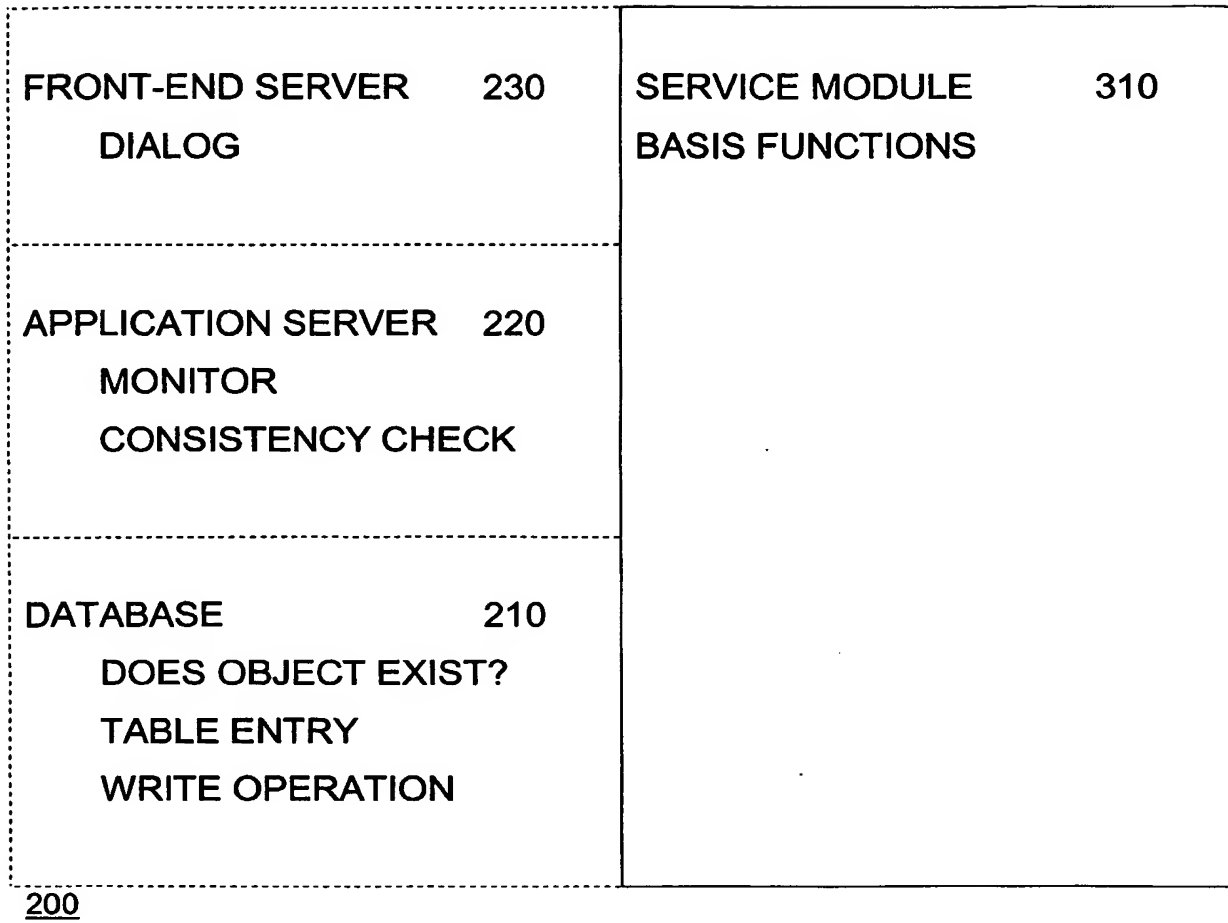 FRONT-END SERVER 230
DIALOG
APPLICATION SERVER 220
MONITOR
CONSISTENCY CHECK
DATABASE 210
DOES OBJECT EXIST?
TABLE ENTRY
WRITE OPERATION
200
SERVICE MODULE 310
BASIS FUNCTIONS